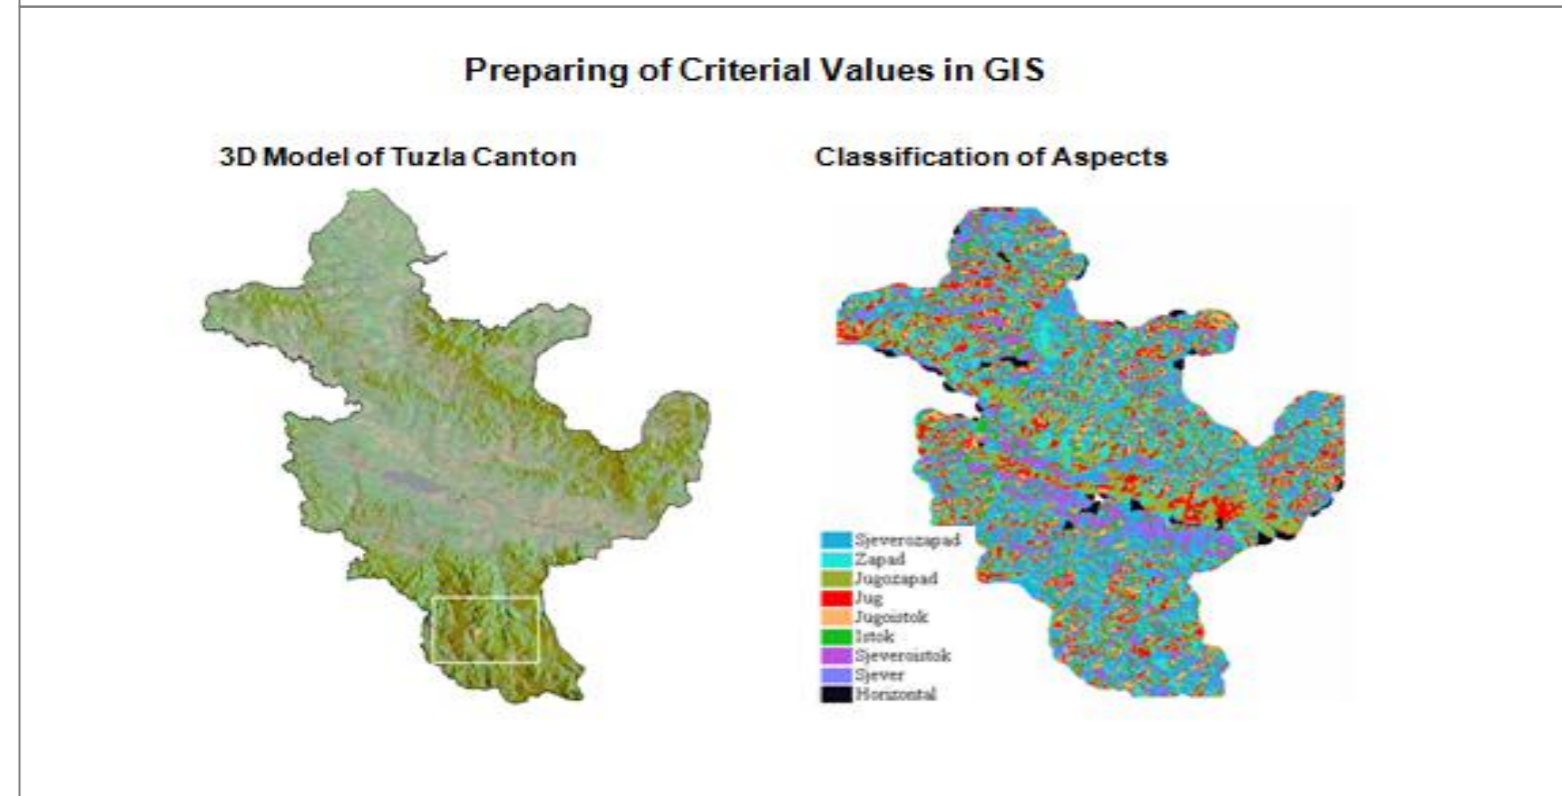 Preparing of Criterial Values in GIS
3D Model of Tuzla Canton
Classification of Aspects
Sjeverozapad
Zapad
Jugozapad
Jug
Jugoistok
Istok
Sjeveroistok
Sjever
Horizontal